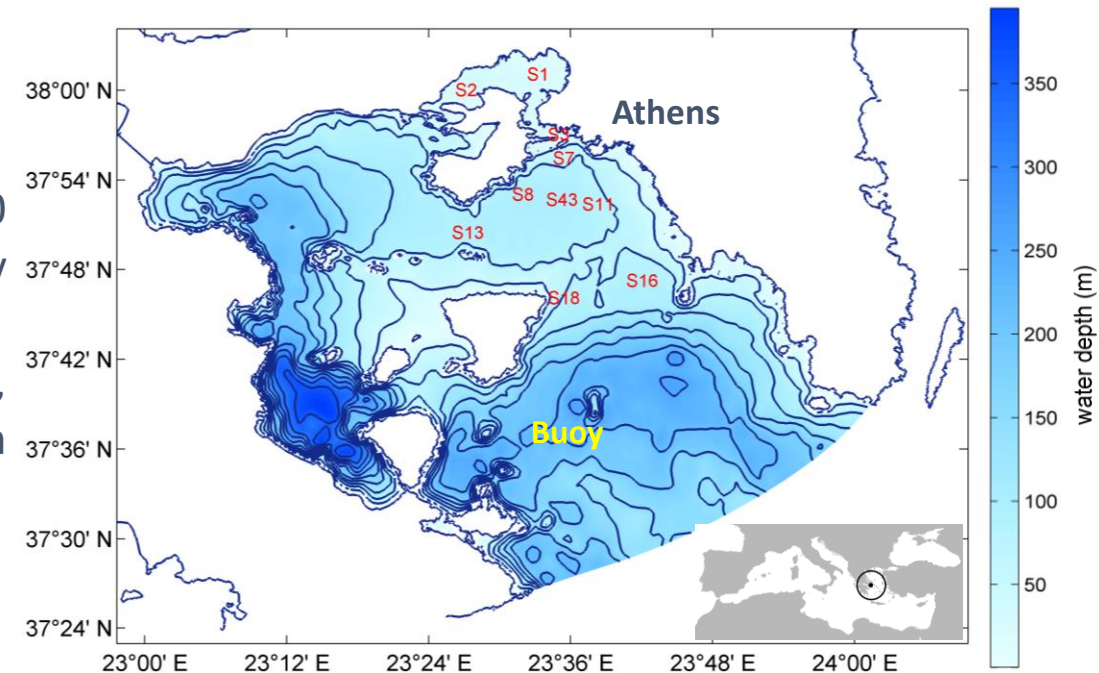 38°00' N
37°54' N
37°48' N
37°42' N
37°36' N
37°30' N
37°24' N
23°00' E 23°12' E 23°24' E 23°36' E 23°48' E 24°00' E
S1
S2
Athens
S3
S7
S8 S43 S11
S13
S16
S18
Buoy
350
300
250
200
150
100
50
water depth (m)